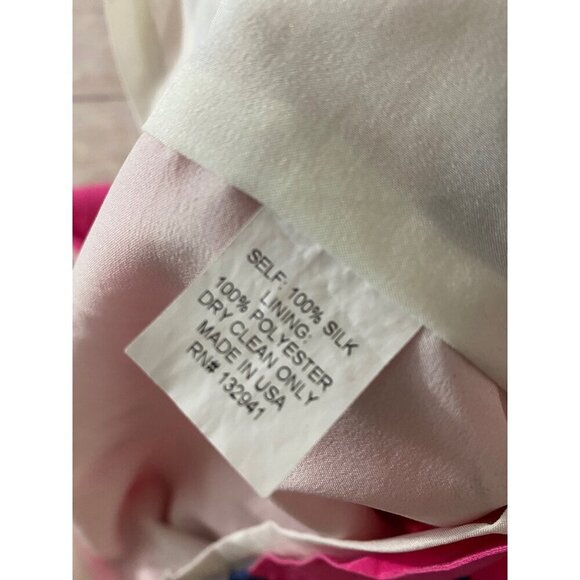 SELF: 100% SILK
LINING:
100% POLYESTER
DRY CLEAN ONLY
MADE IN USA
RN# 132941